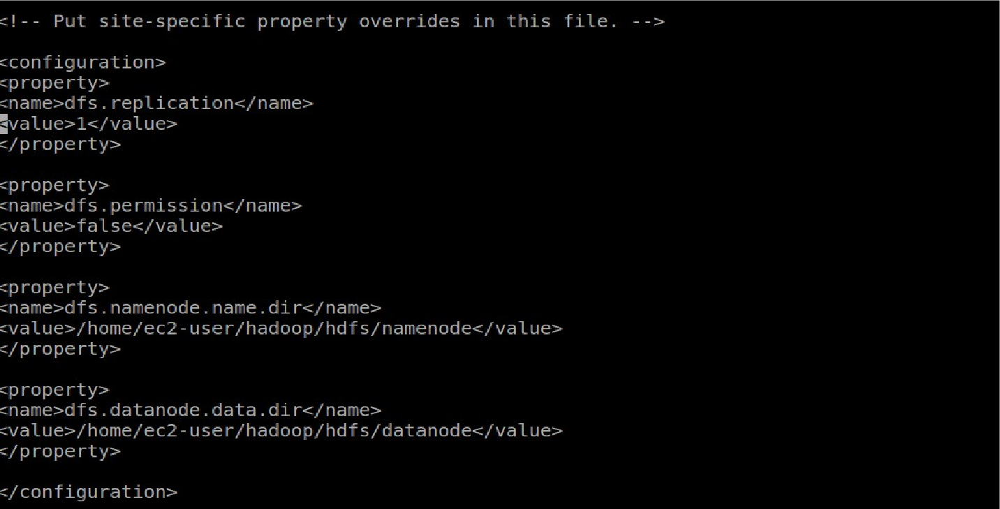 <!-- Put site-specific property overrides in this file. -->
<configuration>
<property>
<name>dfs.replication</name>
<value>1</value>
</property>
<property>
<name>dfs.permission</name>
<value>false</value>
</property>
<property>
<name>dfs.namenode.name.dir</name>
<value>/home/ec2-user/hadoop/hdfs/namenode</value>
</property>
<property>
<name>dfs.datanode.data.dir</name>
<value>/home/ec2-user/hadoop/hdfs/datanode</value>
</property>
</configuration>